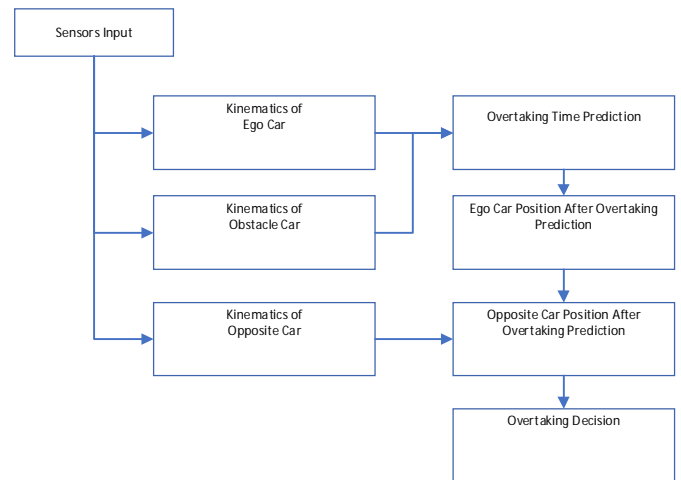 Sensors Input
Kinematics of
Ego Car
Overtaking Time Prediction
Kinematics of
Obstacle Car
Ego Car Position After Overtaking
Prediction
Kinematics of
Opposite Car
Opposite Car Position After
Overtaking Prediction
Overtaking Decision